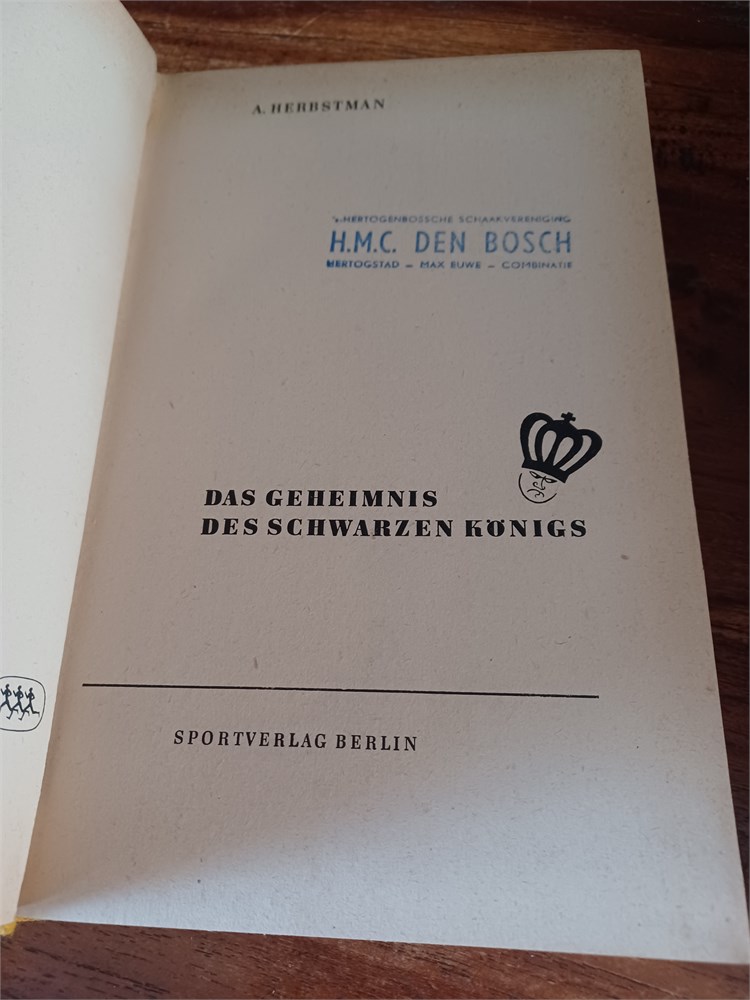 A. HERBSTMAN
's-HERTOGENBOSSCHE SCHAAKVERENIGING
H.M.C. DEN BOSCH
HERTOGSTAD – MAX EUWE – COMBINATIE
DAS GEHEIMNIS
DES SCHWARZEN KÖNIGS
SPORTVERLAG BERLIN